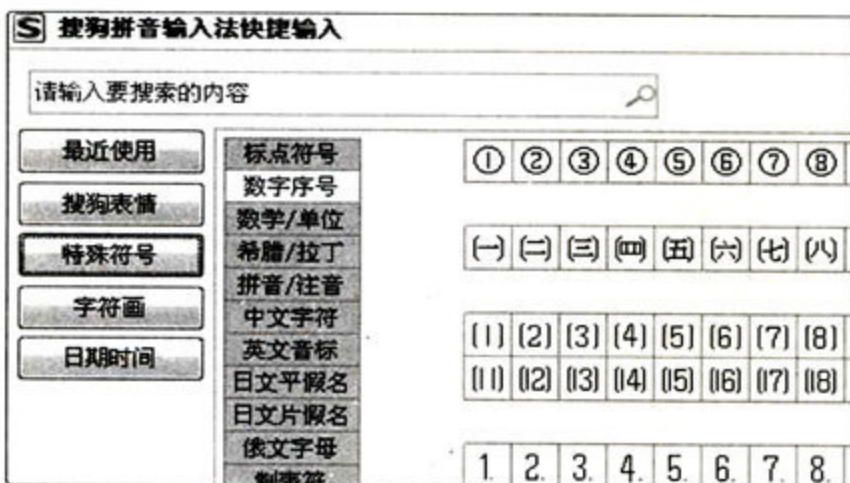 S 搜狗拼音输入法快捷输入
请输入要搜索的内容
最近使用
搜狗表情
特殊符号
字符画
日期时间
标点符号
数字序号
数学/单位
希腊/拉丁
拼音/注音
中文字符
英文音标
日文平假名
日文片假名
俄文字母
制表符
① ② ③ ④ ⑤ ⑥ ⑦ ⑧
㈠ ㈡ ㈢ ㈣ ㈤ ㈥ ㈦ ㈧
⑴ ⑵ ⑶ ⑷ ⑸ ⑹ ⑺ ⑻
⑾ ⑿ ⒀ ⒁ ⒂ ⒃ ⒄ ⒅
1. 2. 3. 4. 5. 6. 7. 8.